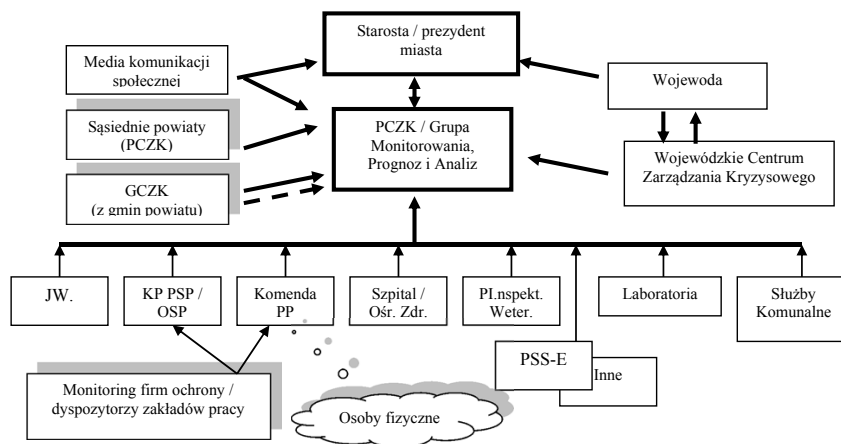 Starosta / prezydent
miasta
Media komunikacji
społecznej
Wojewoda
Sąsiednie powiaty
(PCZK)
PCZK / Grupa
Monitorowania,
Prognoz i Analiz
Wojewódzkie Centrum
Zarządzania Kryzysowego
GCZK
(z gmin powiatu)
JW.
KP PSP /
OSP
Komenda
PP
Szpital /
Ośr. Zdr.
PI.nspekt.
Weter.
Laboratoria
Służby
Komunalne
PSS-E
Inne
Monitoring firm ochrony /
dyspozytorzy zakładów pracy
Osoby fizyczne